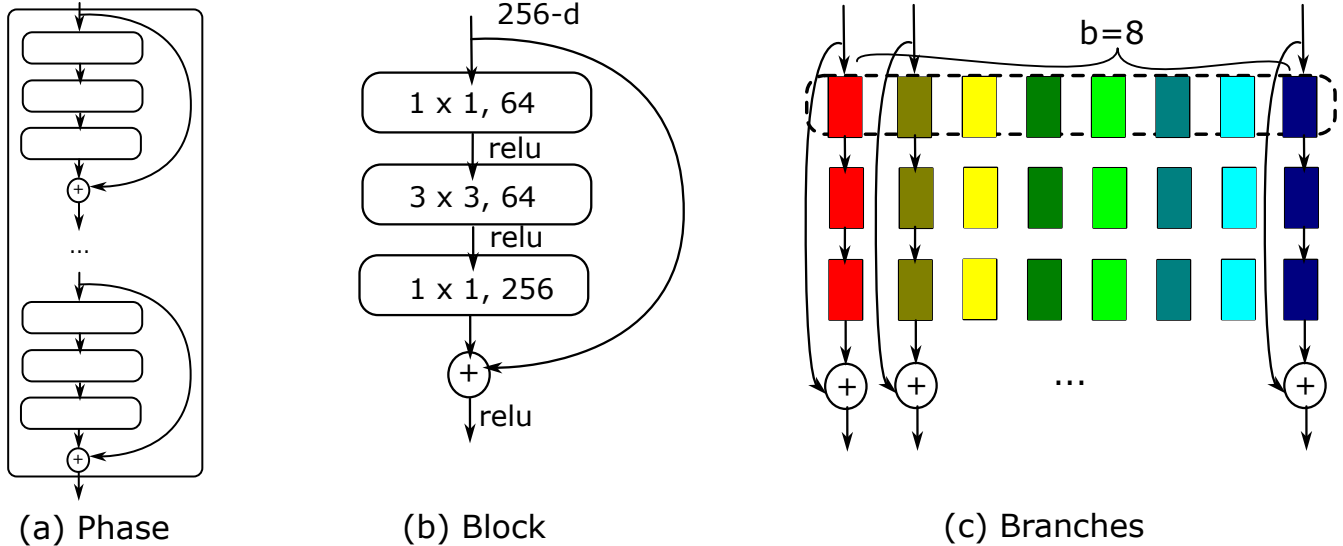 +
...
+
(a) Phase
256-d
1 x 1, 64
relu
3 x 3, 64
relu
1 x 1, 256
+
relu
(b) Block
b=8
+ + ... +
(c) Branches